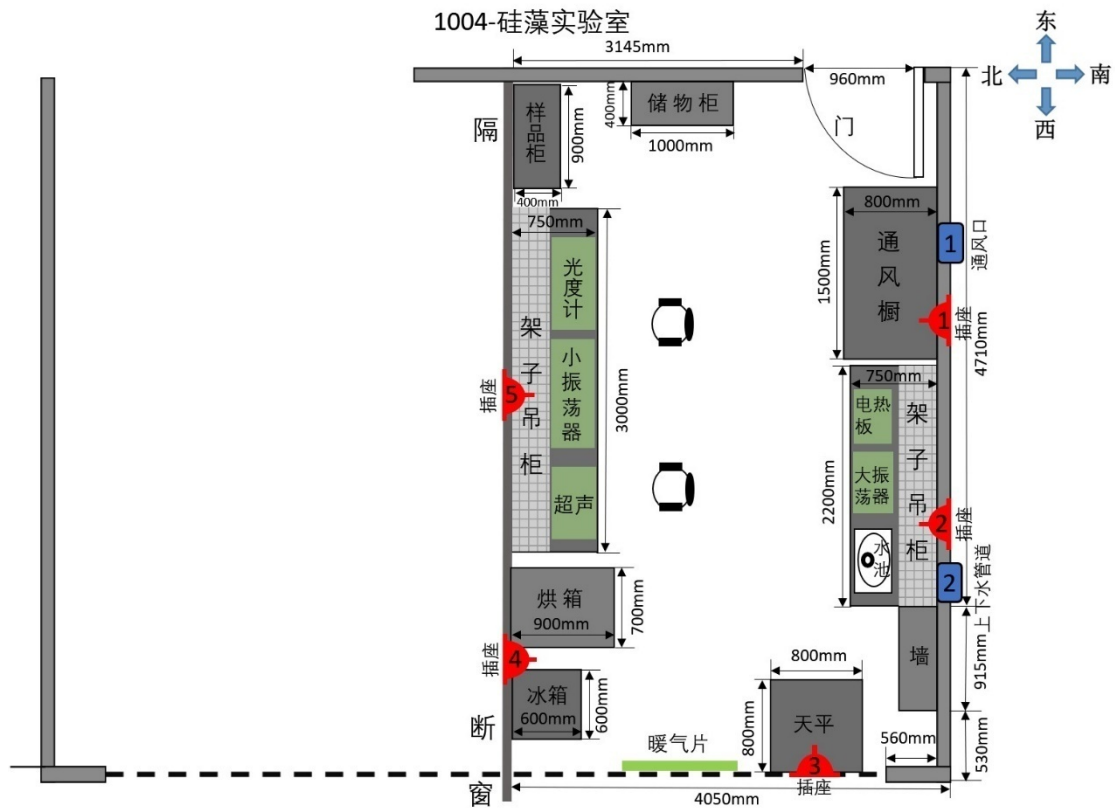 1004-硅藻实验室
3145mm
960mm
东
北
南
西
隔
样品柜
900mm
400mm
400mm
储物柜
1000mm
门
750mm
800mm
通风橱
1500mm
1
通风口
1
插座
4710mm
光度计
架子吊柜
小振荡器
3000mm
5
插座
超声
750mm
电热板
架子吊柜
大振荡器
2200mm
2
插座
水池
2
上下水管道
烘箱
900mm
700mm
4
插座
墙
915mm
冰箱
600mm
600mm
800mm
天平
800mm
3
插座
560mm
530mm
断
暖气片
窗
4050mm